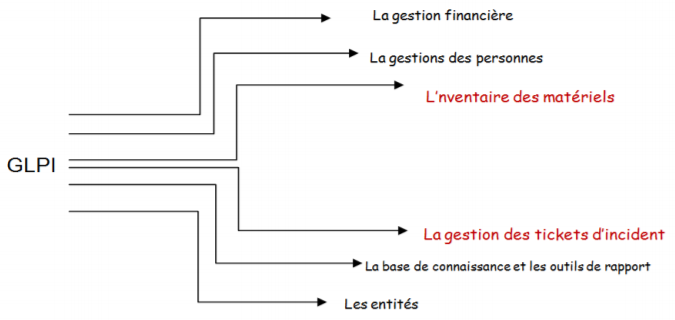 La gestion financière
La gestions des personnes
L'nventaire des matériels
GLPI
La gestion des tickets d'incident
La base de connaissance et les outils de rapport
Les entités